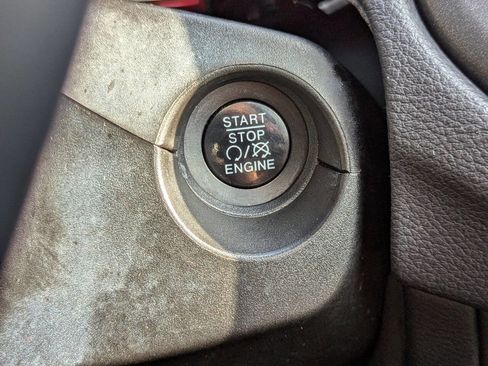 START
STOP
/
ENGINE